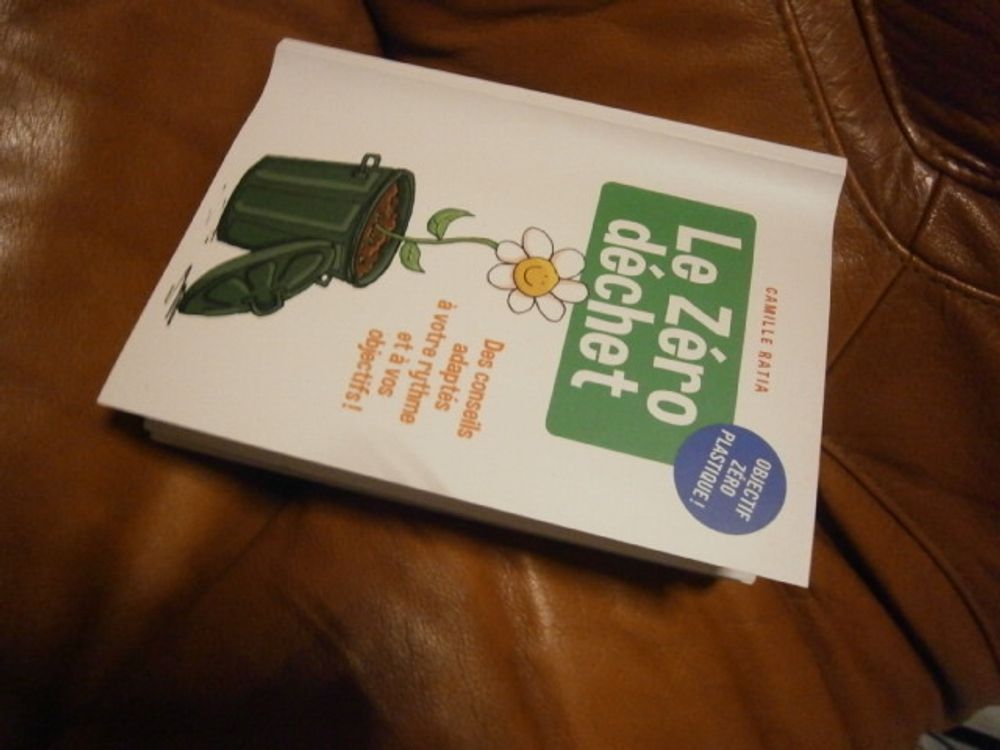 CAMILLE RATIA
Le Zéro
déchet
OBJECTIF
ZÉRO
PLASTIQUE !
Des conseils
adaptés
à votre rythme
et à vos
objectifs !